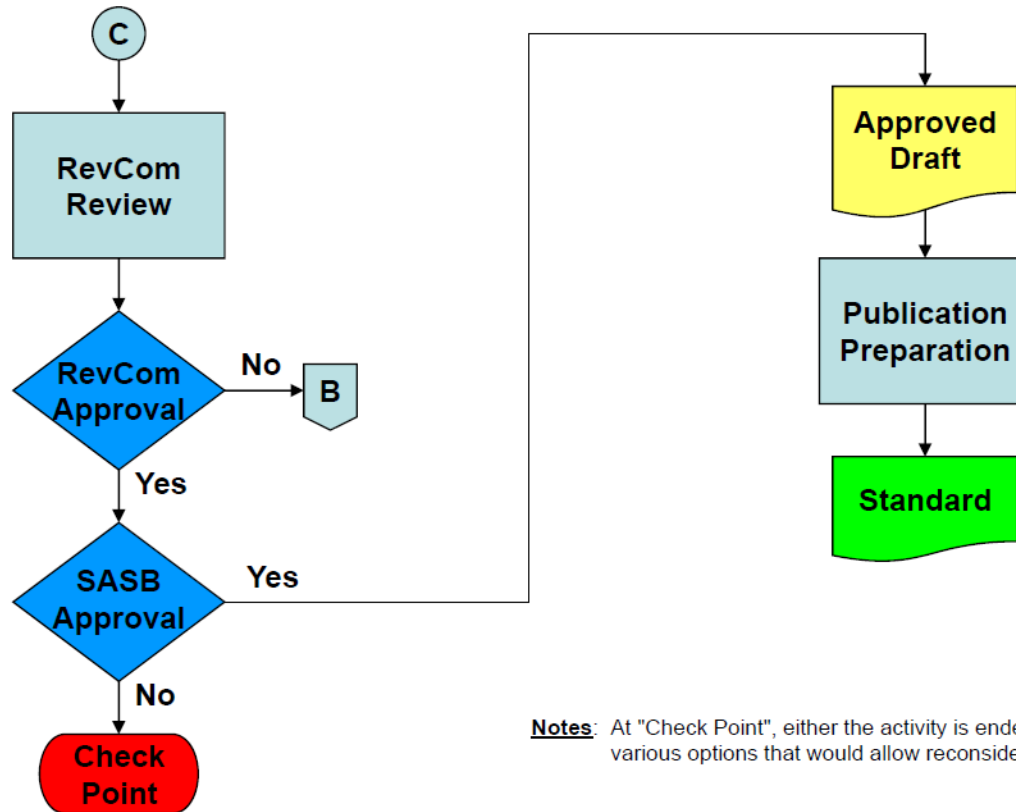 C
RevCom
Review
RevCom
Approval
No
B
Yes
SASB
Approval
Yes
No
Check
Point
Approved
Draft
Publication
Preparation
Standard
Notes: At "Check Point", either the activity is ende
various options that would allow reconside